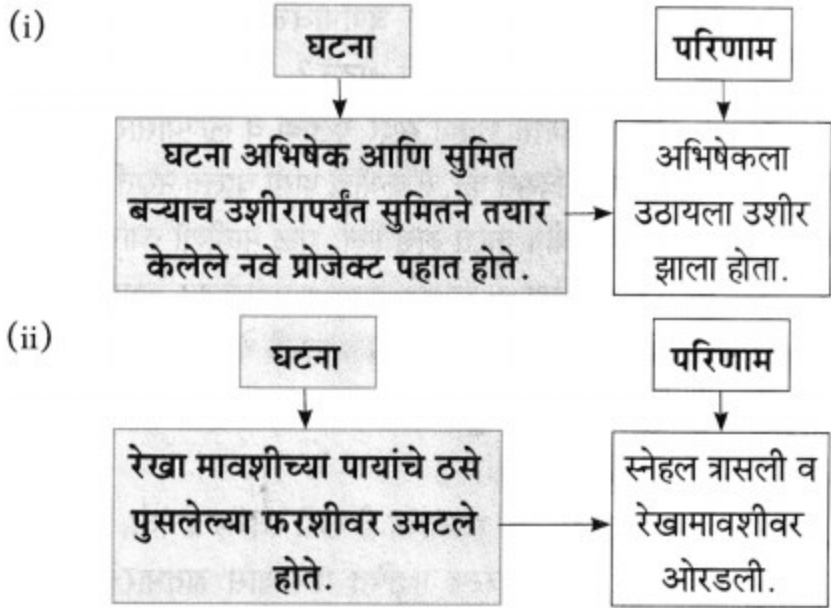 (i)
घटना
परिणाम
घटना अभिषेक आणि सुमित
बऱ्याच उशीरापर्यंत सुमितने तयार
केलेले नवे प्रोजेक्ट पहात होते.
अभिषेकला
उठायला उशीर
झाला होता.
(ii)
घटना
परिणाम
रेखा मावशीच्या पायांचे ठसे
पुसलेल्या फरशीवर उमटले
होते.
स्नेहल त्रासली व
रेखामावशीवर
ओरडली.